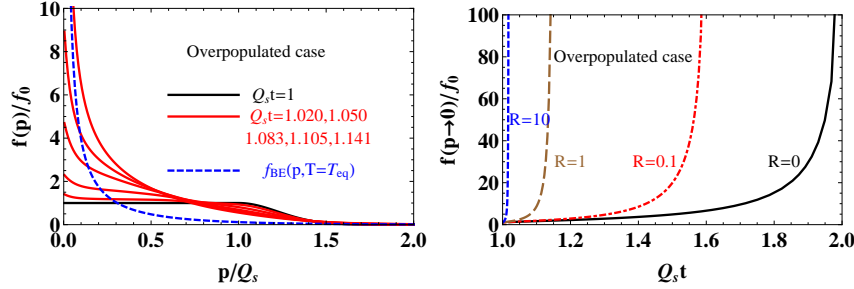 10
8
6
4
2
0
0.0 0.5 1.0 1.5 2.0
f(p)/f₀
p/Qₛ
Overpopulated case
Qₛt=1
Qₛt=1.020,1.050
1.083,1.105,1.141
f_BE(p,T=T_eq)
100
80
60
40
20
0
1.0 1.2 1.4 1.6 1.8 2.0
f(p→0)/f₀
Qₛt
Overpopulated case
R=10
R=1
R=0.1
R=0